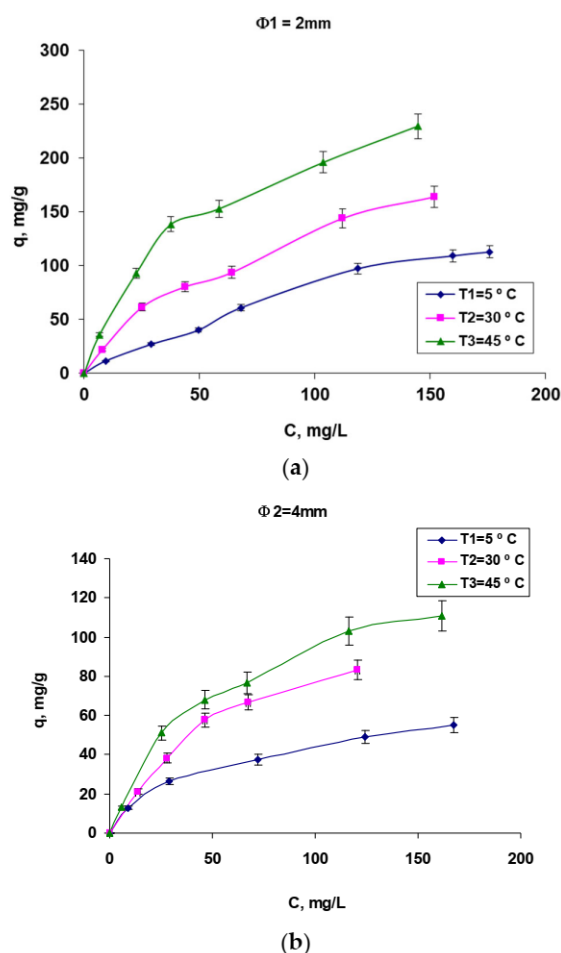 Φ1 = 2mm
300
250
200
150
100
50
0
q, mg/g
T1=5 º C
T2=30 º C
T3=45 º C
0 50 100 150 200
C, mg/L
(a)
Φ 2=4mm
140
120
100
80
60
40
20
0
q, mg/g
T1=5 º C
T2=30 º C
T3=45 º C
0 50 100 150 200
C, mg/L
(b)